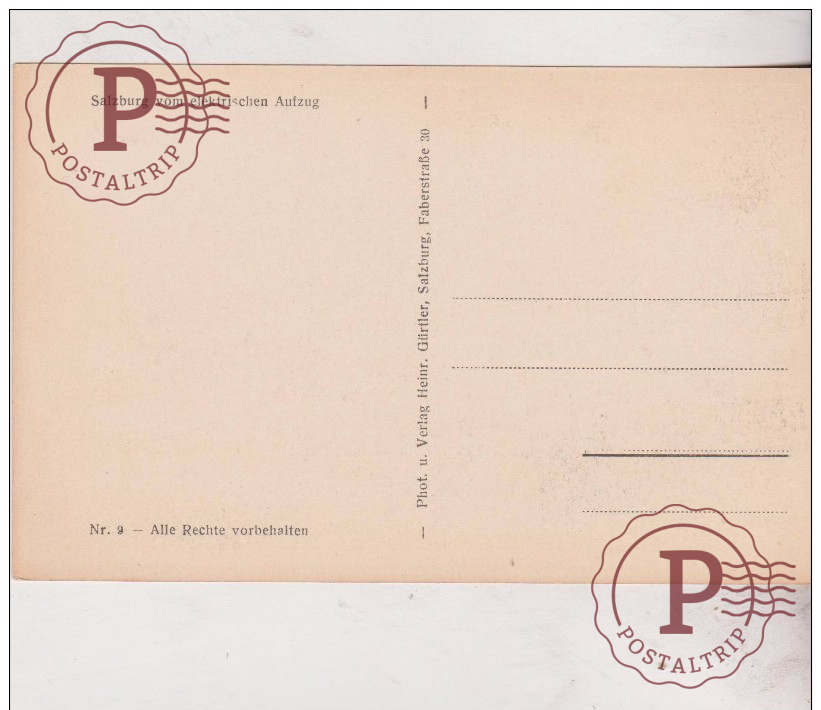 P
POSTALTRIP
Salzburg vom elektrischen Aufzug
Phot. u. Verlag Heinr. Gürtler, Salzburg, Faberstraße 30
Nr. 9 — Alle Rechte vorbehalten
P
POSTALTRIP